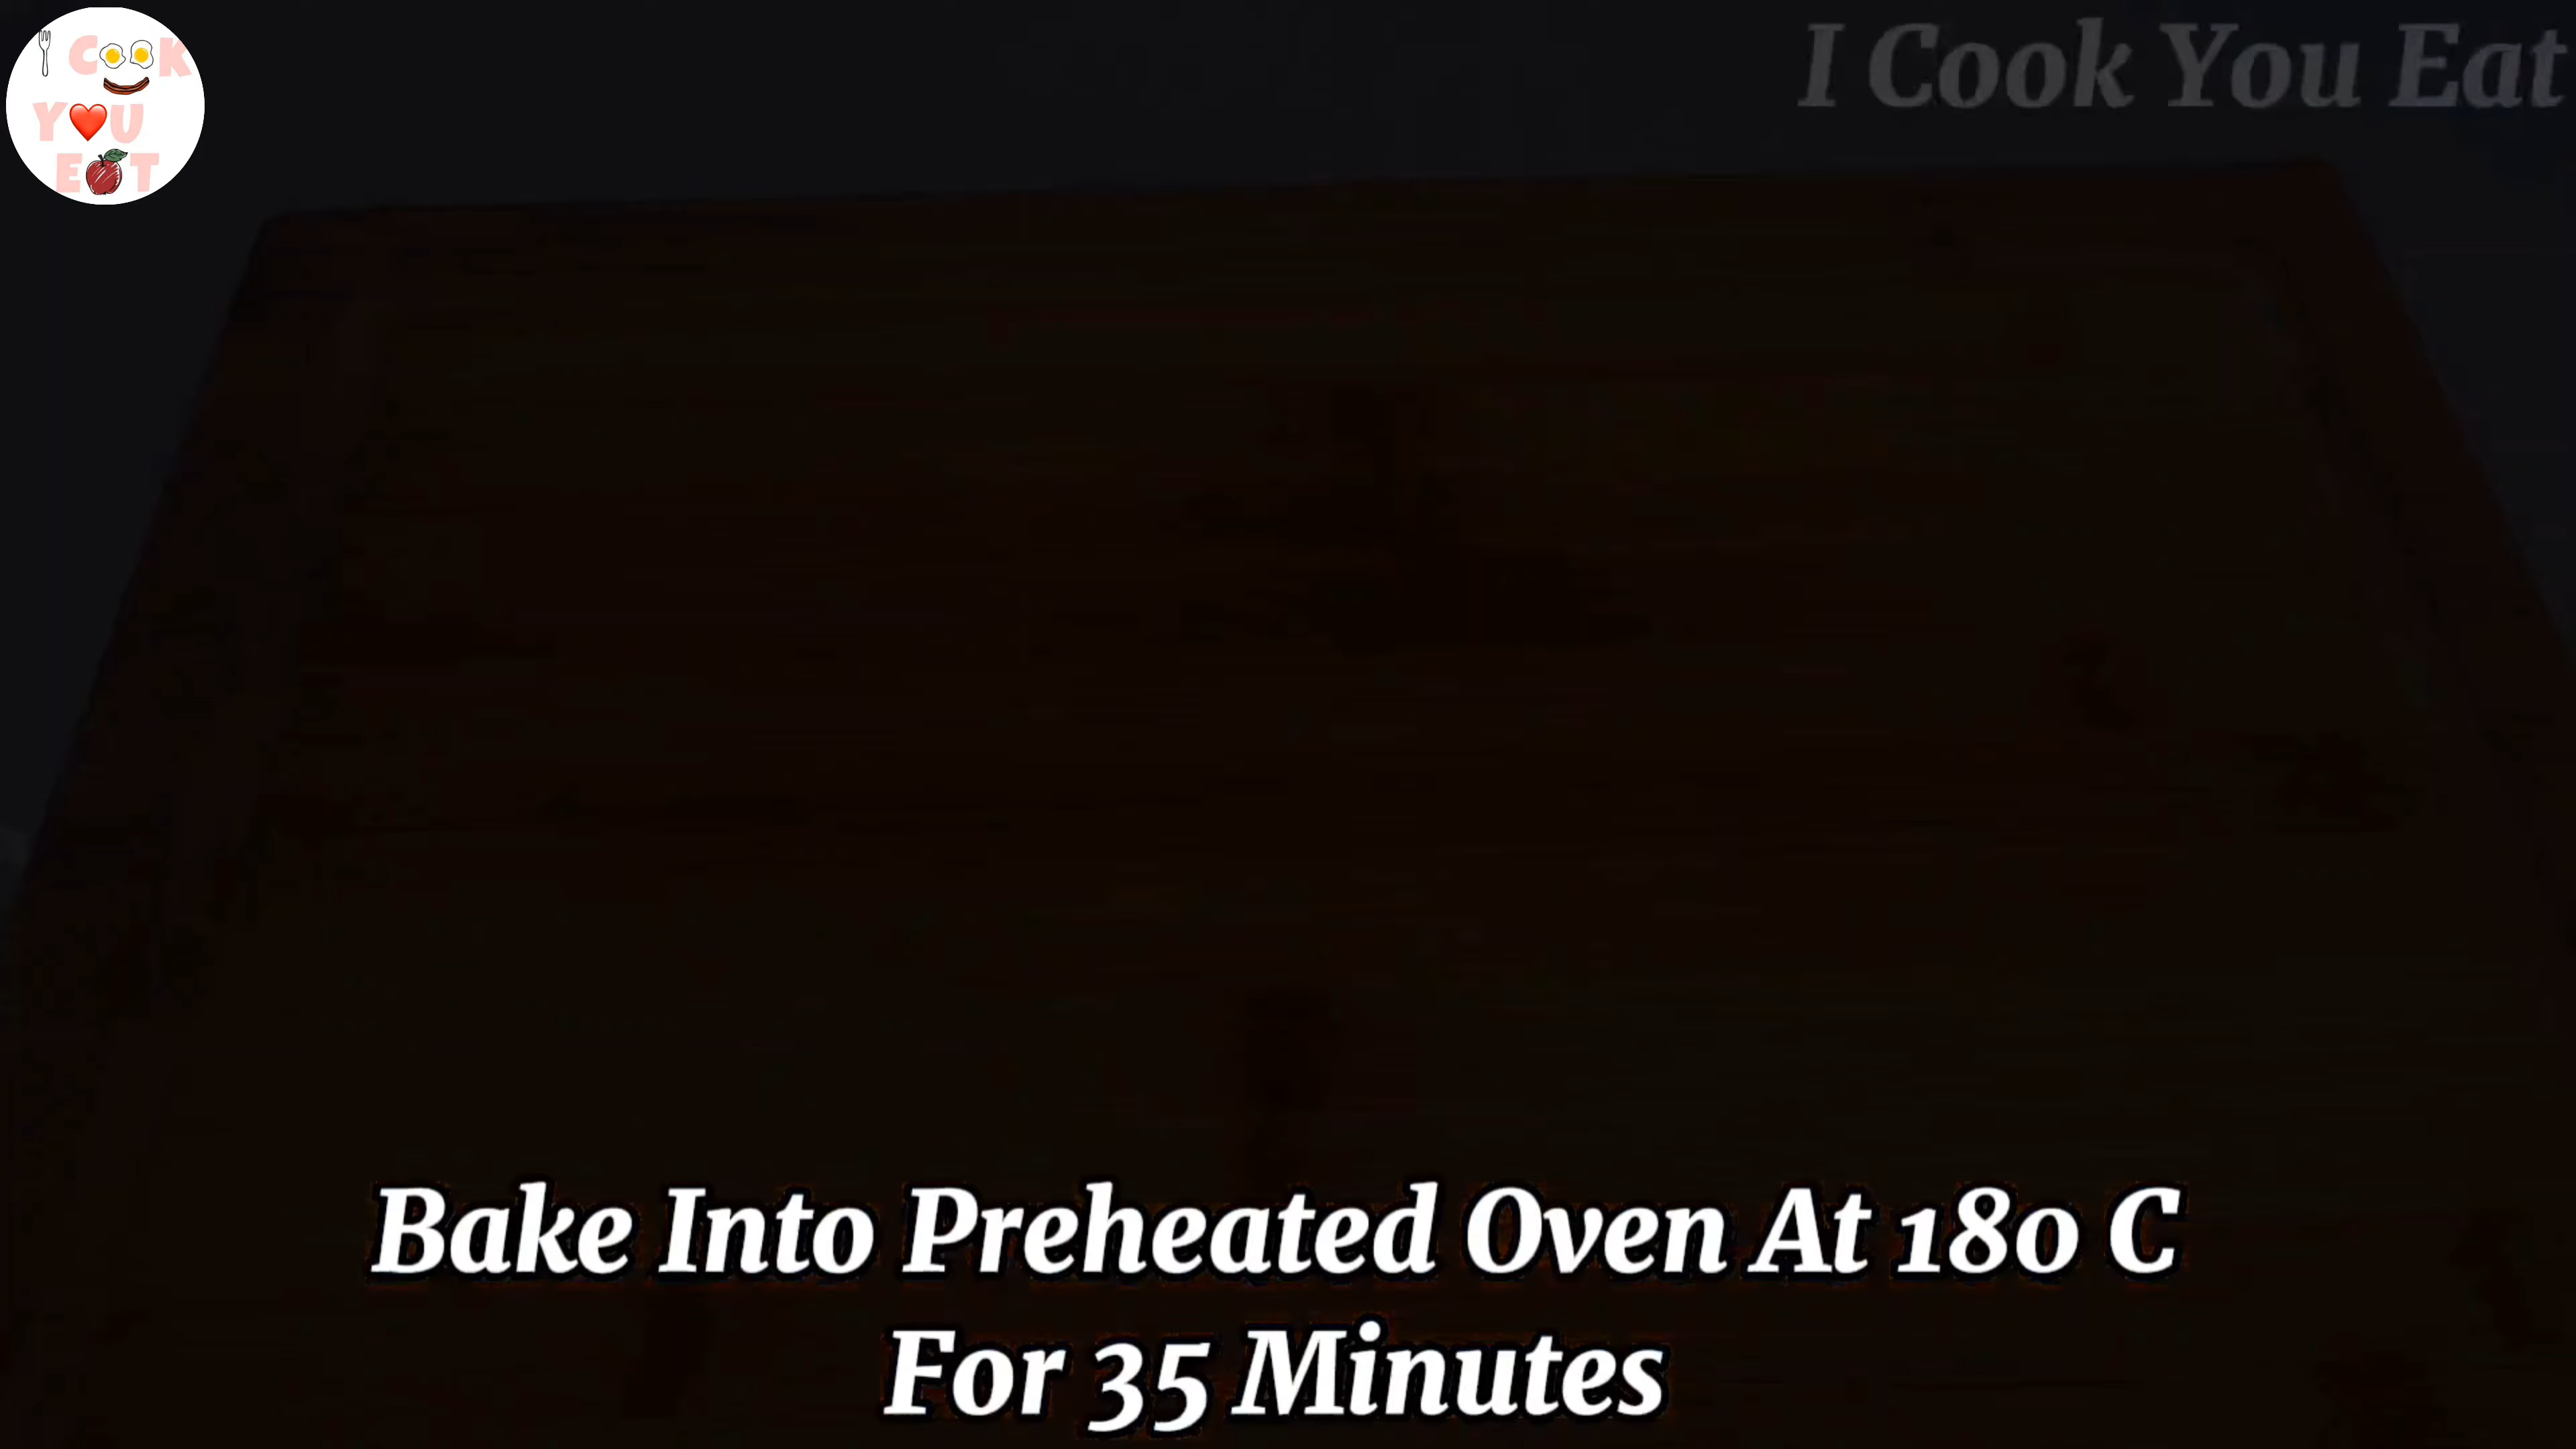 I COOK
YOU
EAT
I Cook You Eat
Bake Into Preheated Oven At 180 C
For 35 Minutes